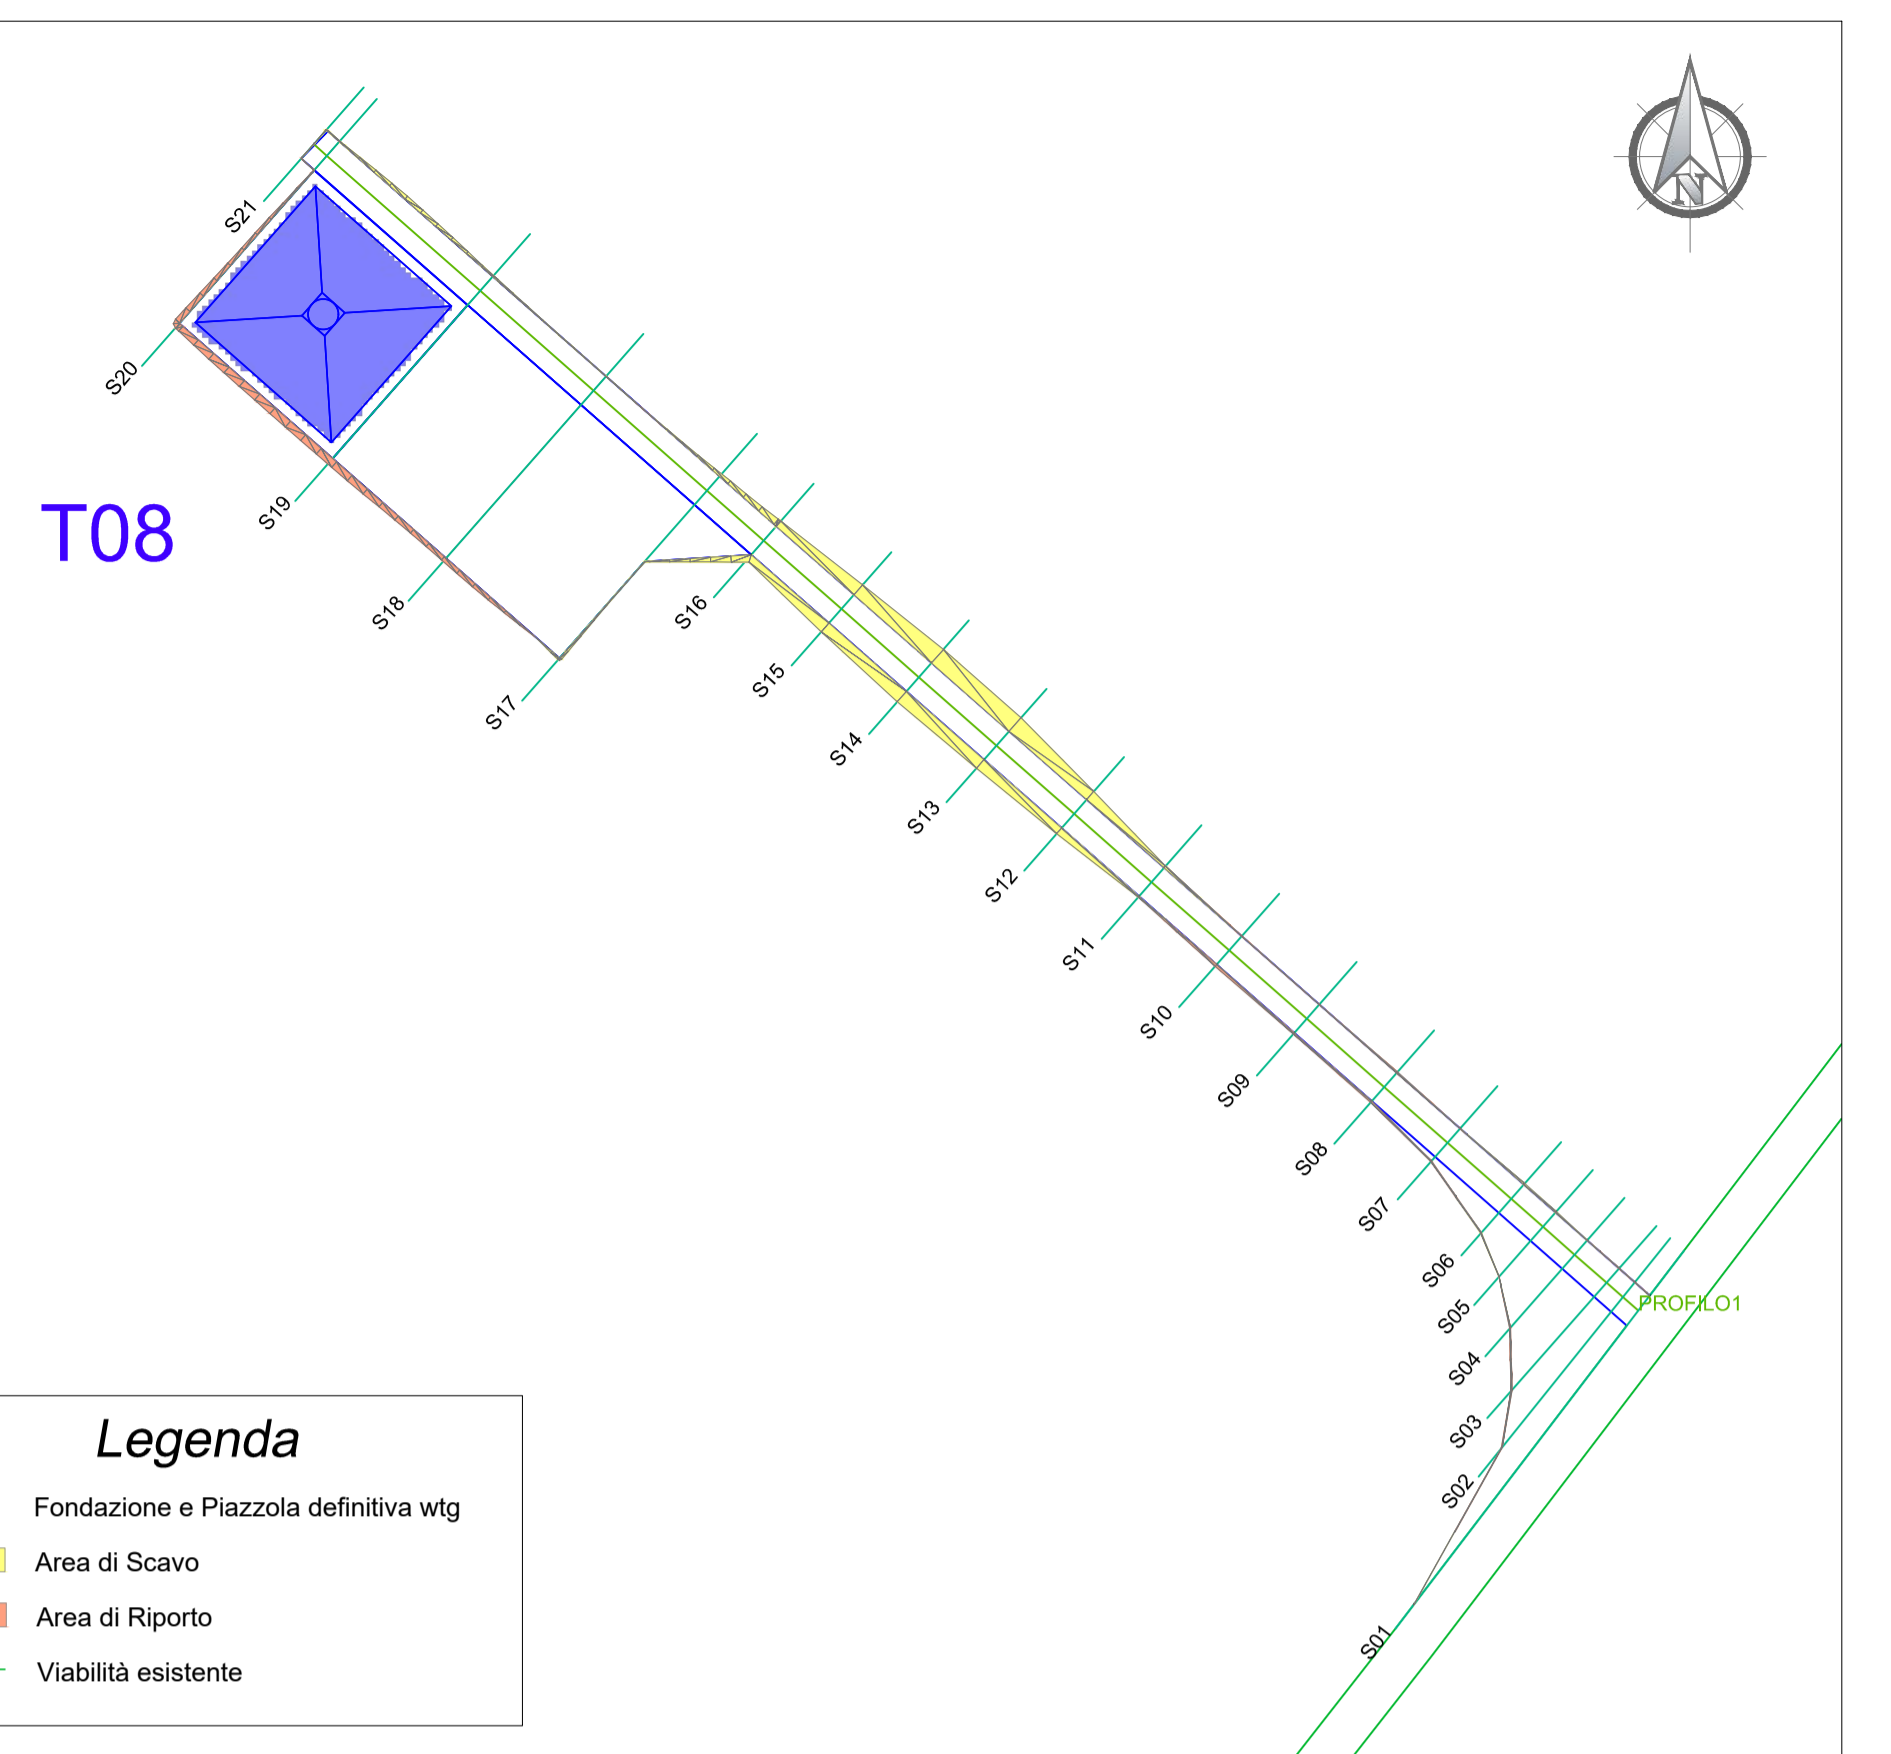 N
S21
S20
S19
T08
S18
S17
S16
S15
S14
S13
S12
S11
S10
S09
S08
S07
S06
S05
S04
S03
S02
S01
PROFILO1
Legenda
Fondazione e Piazzola definitiva wtg
Area di Scavo
Area di Riporto
Viabilità esistente